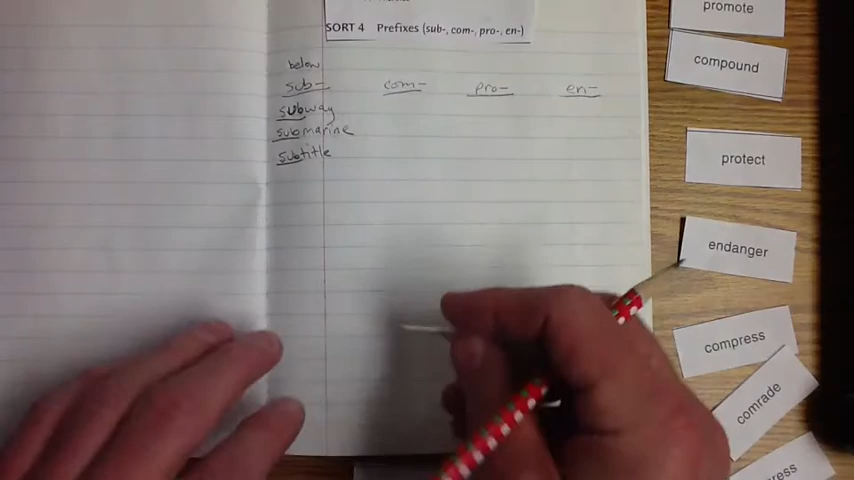 SORT 4 Prefixes (sub-, com-, pro-, en-)
below
sub- com- pro- en-
subway
submarine
subtitle
promote
compound
protect
endanger
compress
comrade